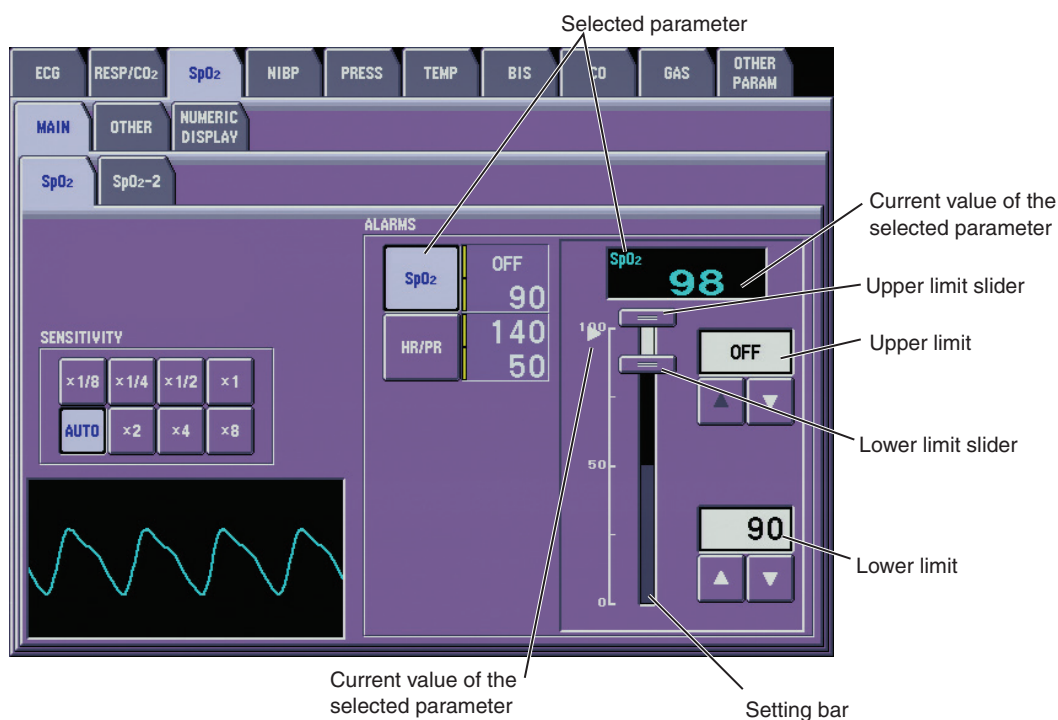 Selected parameter
ECG
RESP/CO2
SpO2
NIBP
PRESS
TEMP
BIS
CO
GAS
OTHER
PARAM
MAIN
OTHER
NUMERIC
DISPLAY
SpO2
SpO2-2
ALARMS
SpO2
OFF
90
HR/PR
140
50
SpO2
98
Current value of the
selected parameter
Upper limit slider
Upper limit
Lower limit slider
Lower limit
100
50
0
OFF
▲
▼
90
▲
▼
SENSITIVITY
×1/8
×1/4
×1/2
×1
AUTO
×2
×4
×8
Current value of the
selected parameter
Setting bar